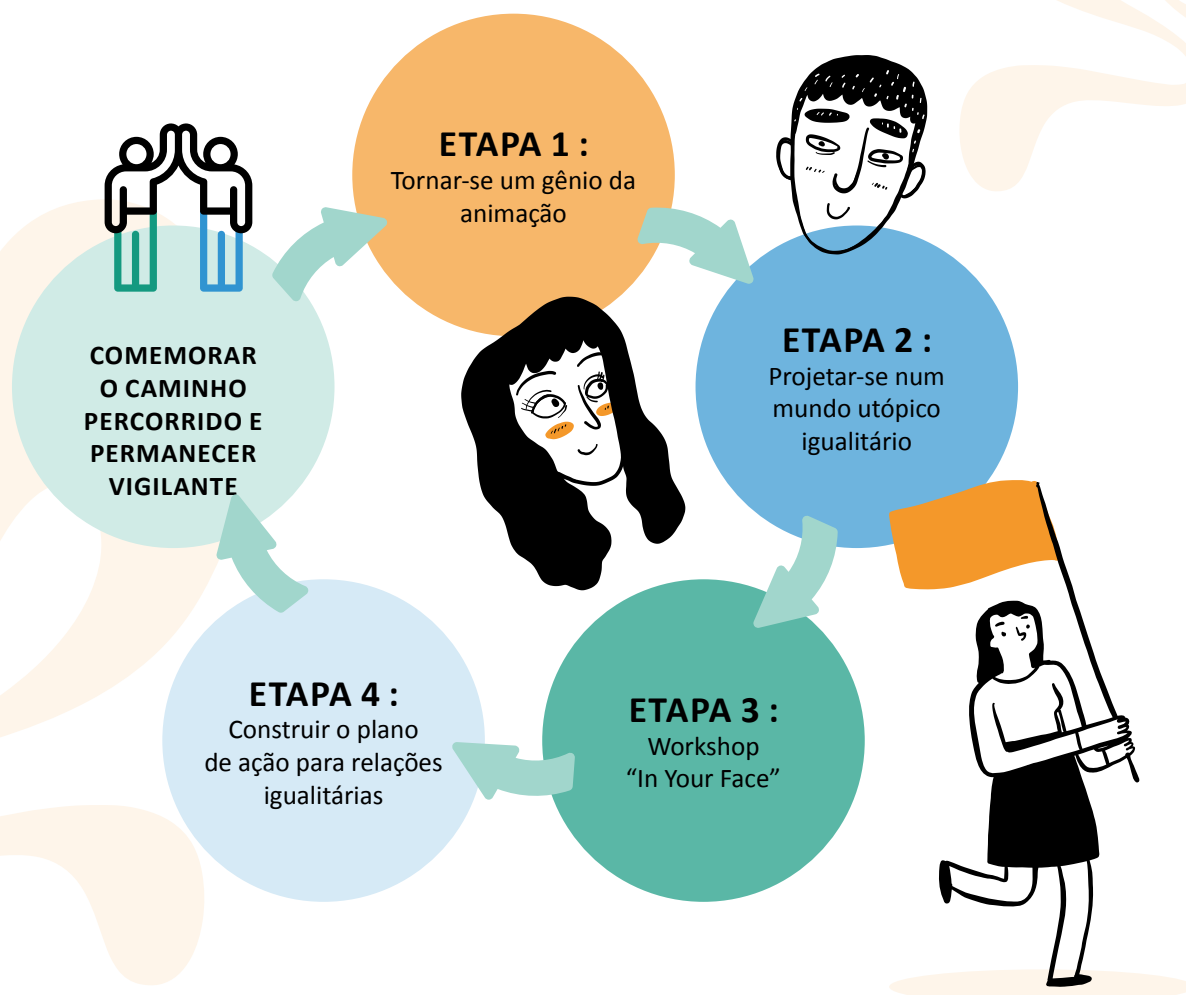 ETAPA 1 :
Tornar-se um gênio da
animação
ETAPA 2 :
Projetar-se num
mundo utópico
igualitário
ETAPA 3 :
Workshop
“In Your Face”
ETAPA 4 :
Construir o plano
de ação para relações
igualitárias
COMEMORAR
O CAMINHO
PERCORRIDO E
PERMANECER
VIGILANTE